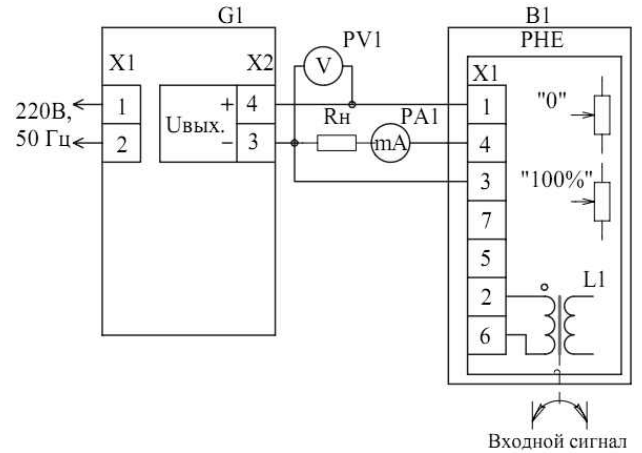 G1
B1
PV1
PHE
X1
X2
V
X1
220В,
50 Гц
1
2
Uвых.
+
4
−
3
Rн
PA1
mA
1
4
3
7
5
2
6
"0"
"100%"
L1
Входной сигнал